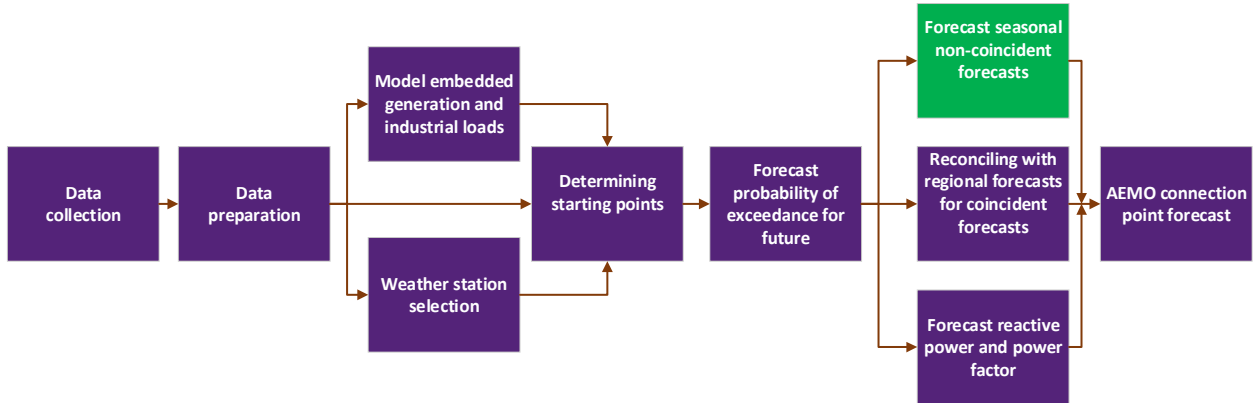 Data
collection
Data
preparation
Model embedded
generation and
industrial loads
Weather station
selection
Determining
starting points
Forecast
probability of
exceedance for
future
Forecast seasonal
non-coincident
forecasts
Reconciling with
regional forecasts
for coincident
forecasts
Forecast reactive
power and power
factor
AEMO connection
point forecast